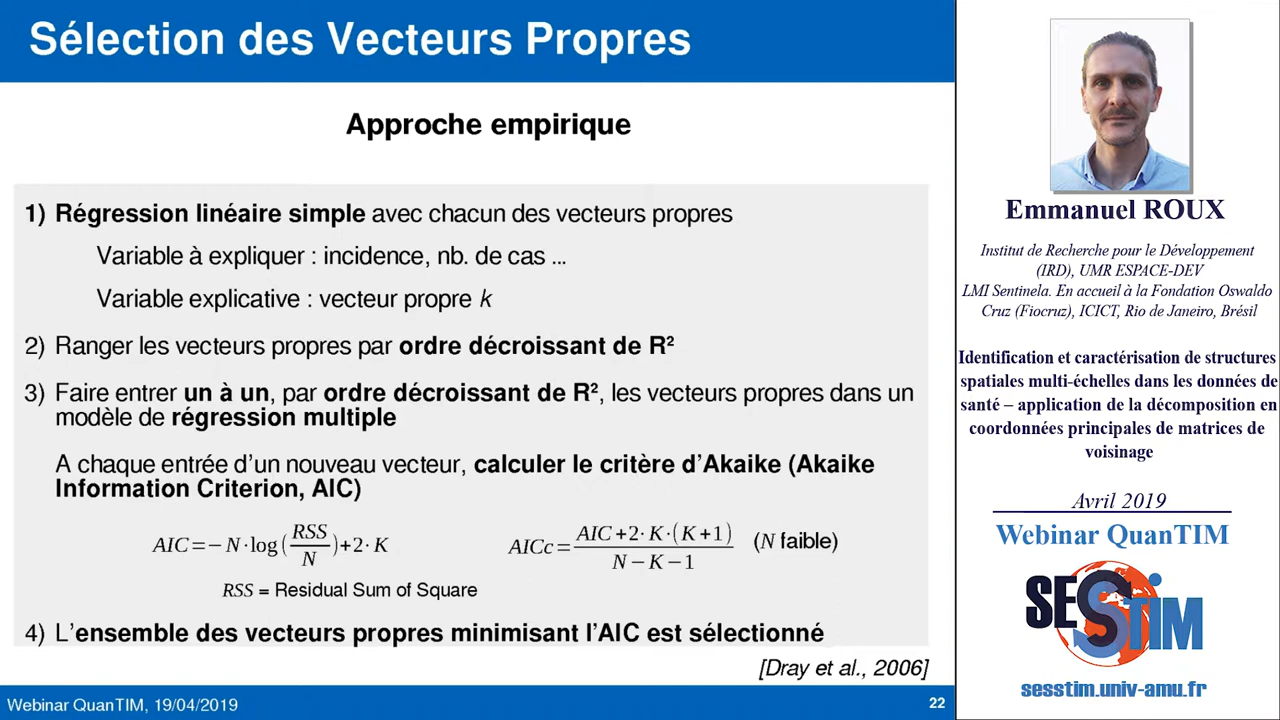 Sélection des Vecteurs Propres
Approche empirique
1) Régression linéaire simple avec chacun des vecteurs propres
Variable à expliquer : incidence, nb. de cas ...
Variable explicative : vecteur propre k
2) Ranger les vecteurs propres par ordre décroissant de R²
3) Faire entrer un à un, par ordre décroissant de R², les vecteurs propres dans un
modèle de régression multiple
A chaque entrée d'un nouveau vecteur, calculer le critère d'Akaike (Akaike
Information Criterion, AIC)
AIC=−N·log(RSS/N)+2·K
AICc=AIC+2·K·(K+1)/N−K−1 (N faible)
RSS = Residual Sum of Square
4) L'ensemble des vecteurs propres minimisant l'AIC est sélectionné
[Dray et al., 2006]
Webinar QuanTIM, 19/04/2019
22
Emmanuel ROUX
Institut de Recherche pour le Développement
(IRD), UMR ESPACE-DEV
LMI Sentinela. En accueil à la Fondation Oswaldo
Cruz (Fiocruz), ICICT, Rio de Janeiro, Brésil
Identification et caractérisation de structures
spatiales multi-échelles dans les données de
santé – application de la décomposition en
coordonnées principales de matrices de
voisinage
Avril 2019
Webinar QuanTIM
SESSTIM
sesstim.univ-amu.fr